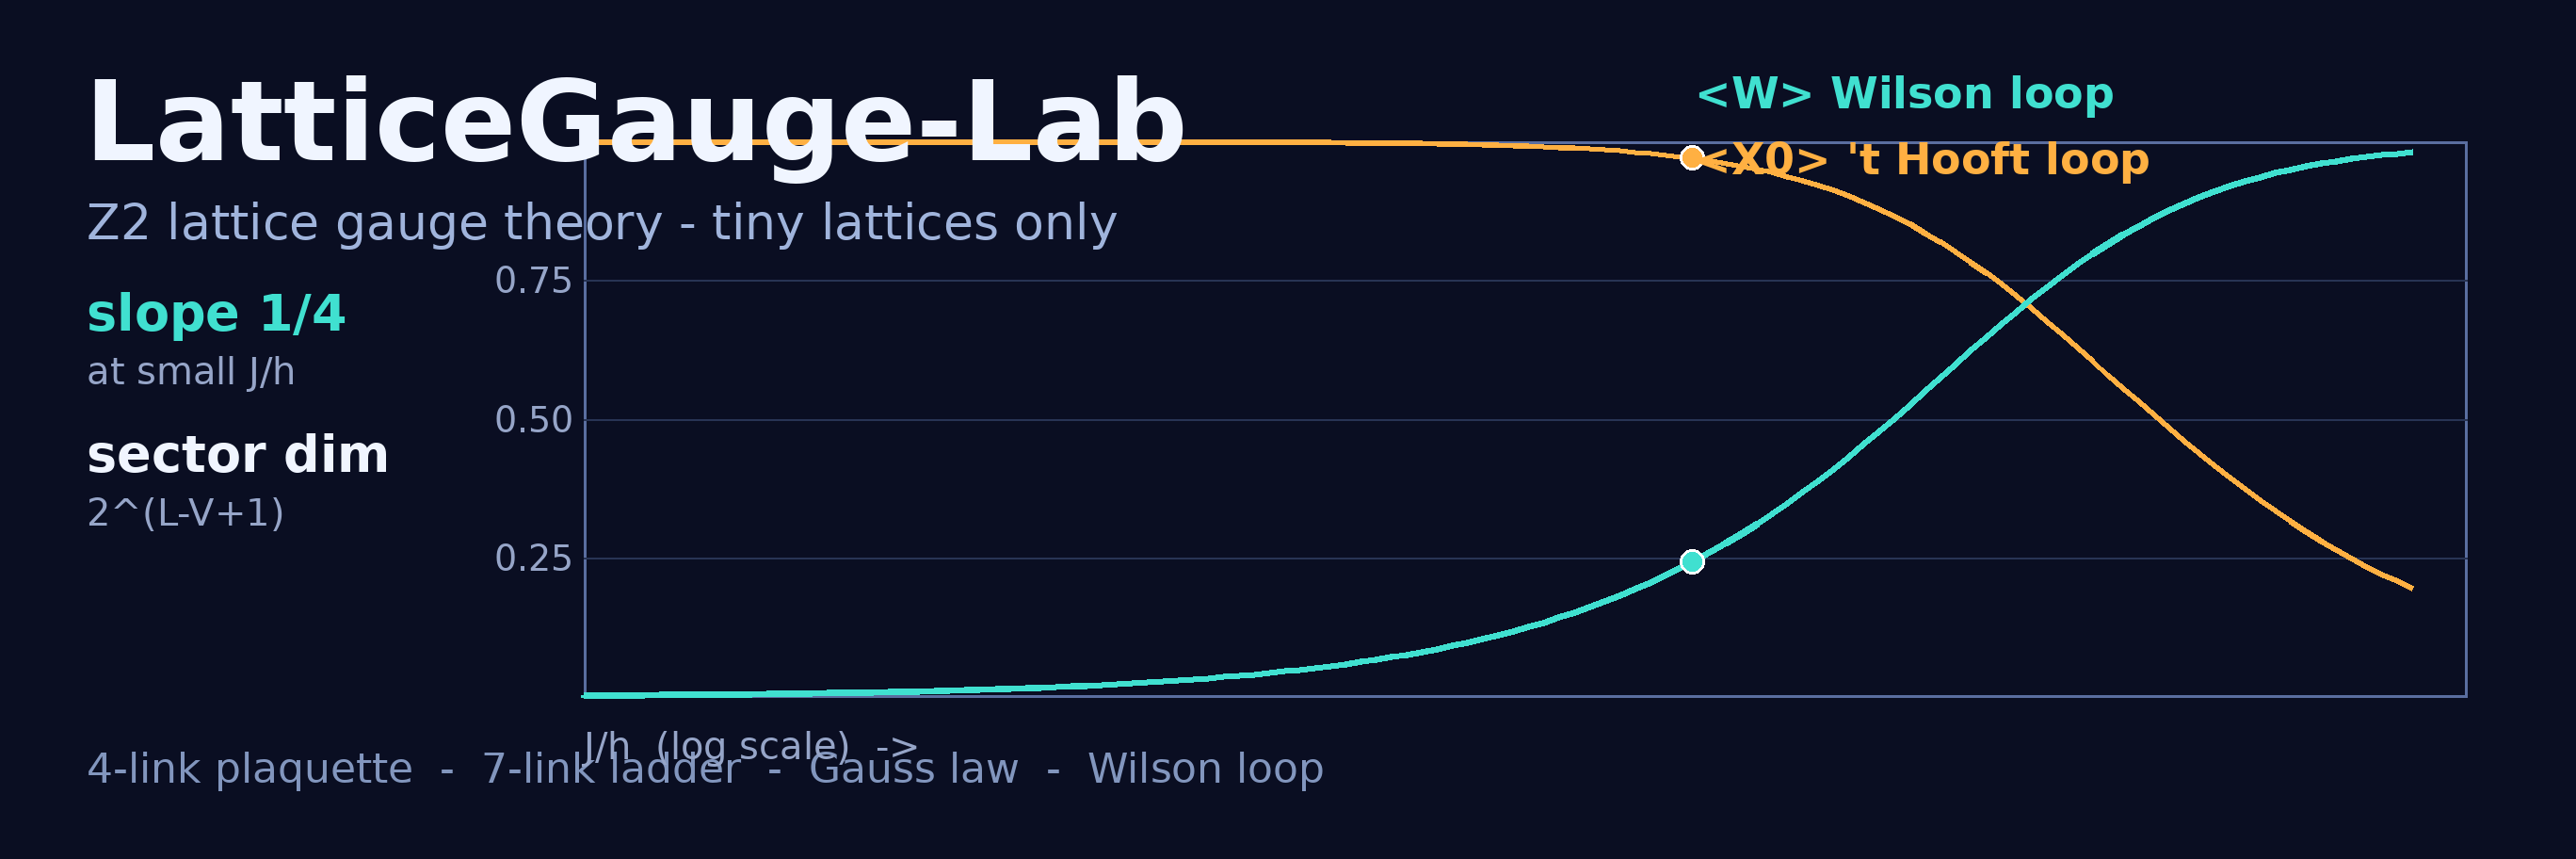 LatticeGauge-Lab
<W> Wilson loop
<X0> 't Hooft loop
Z2 lattice gauge theory - tiny lattices only
0.75
slope 1/4
at small J/h
0.50
sector dim
2^(L-V+1)
0.25
J/h (log scale) ->
4-link plaquette - 7-link ladder - Gauss law - Wilson loop